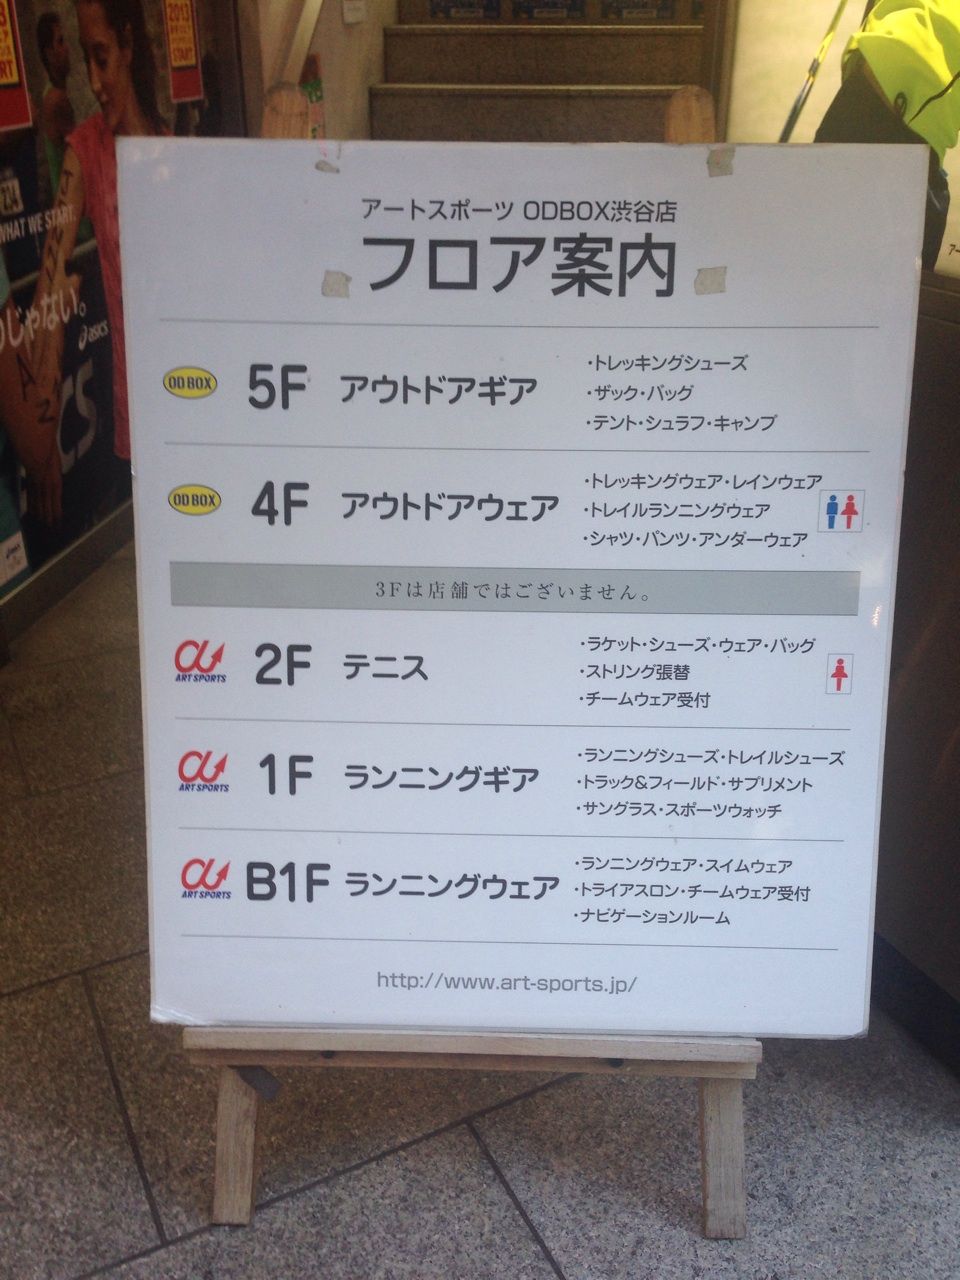 アートスポーツ ODBOX渋谷店
フロア案内
OD BOX 5F アウトドアギア
・トレッキングシューズ
・ザック・バッグ
・テント・シュラフ・キャンプ
OD BOX 4F アウトドアウェア
・トレッキングウェア・レインウェア
・トレイルランニングウェア
・シャツ・パンツ・アンダーウェア
3Fは店舗ではございません。
ART SPORTS 2F テニス
・ラケット・シューズ・ウェア・バッグ
・ストリング張替
・チームウェア受付
ART SPORTS 1F ランニングギア
・ランニングシューズ・トレイルシューズ
・トラック&フィールド・サプリメント
・サングラス・スポーツウォッチ
ART SPORTS B1F ランニングウェア
・ランニングウェア・スイムウェア
・トライアスロン・チームウェア受付
・ナビゲーションルーム
http://www.art-sports.jp/
WHAT WE START.
じゃない。
asics
2013
START